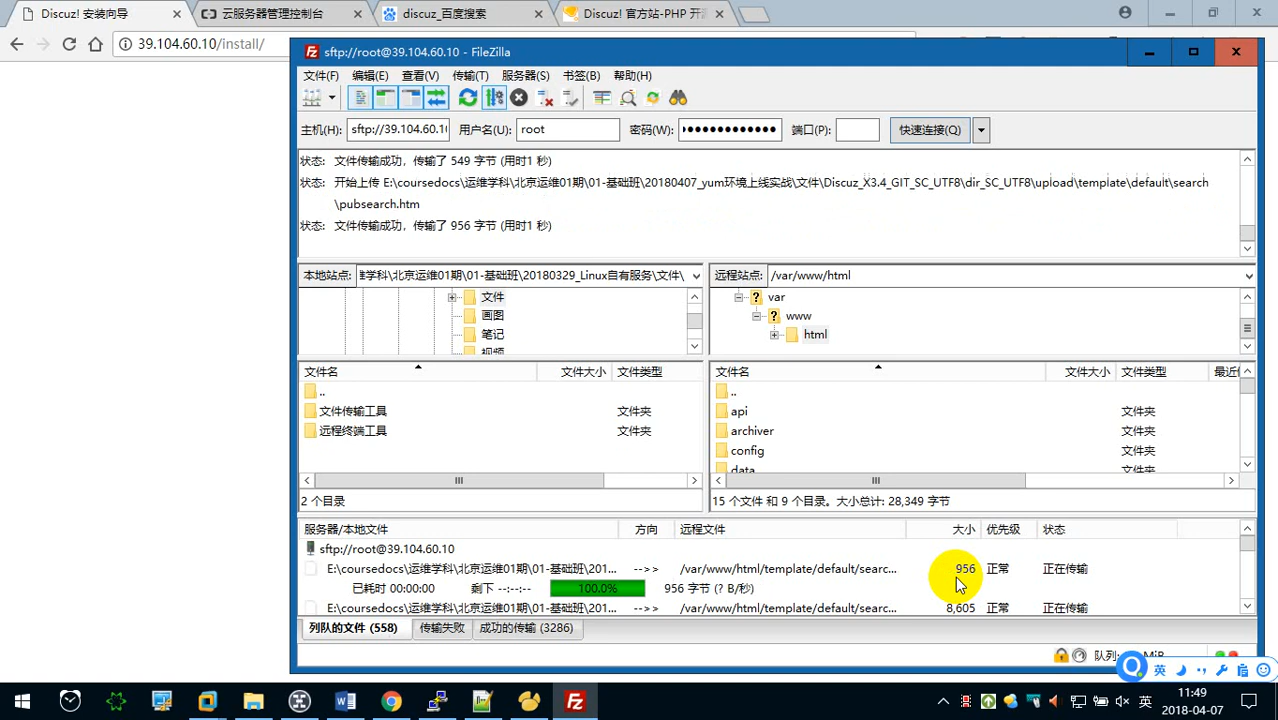 Discuz! 安装向导
云服务器管理控制台
discuz_百度搜索
Discuz! 官方站-PHP 开源
39.104.60.10/install/
sftp://root@39.104.60.10 - FileZilla
文件(F) 编辑(E) 查看(V) 传输(T) 服务器(S) 书签(B) 帮助(H)
主机(H): sftp://39.104.60.10 用户名(U): root 密码(W): ●●●●●●●●●●●●● 端口(P): 快速连接(Q)
状态: 文件传输成功，传输了 549 字节 (用时1 秒)
状态: 开始上传 E:\coursedocs\运维学科\北京运维01期\01-基础班\20180407_yum环境上线实战\文件\Discuz_X3.4_GIT_SC_UTF8\dir_SC_UTF8\upload\template\default\search
\pubsearch.htm
状态: 文件传输成功，传输了 956 字节 (用时1 秒)
本地站点: 维学科\北京运维01期\01-基础班\20180329_Linux自有服务\文件\
文件
画图
笔记
视频
远程站点: /var/www/html
var
www
html
文件名 文件大小 文件类型
..
文件传输工具 文件夹
远程终端工具 文件夹
2 个目录
文件名 文件大小 文件类型 最近
..
api 文件夹
archiver 文件夹
config 文件夹
data
15 个文件 和 9 个目录。大小总计: 28,349 字节
服务器/本地文件 方向 远程文件 大小 优先级 状态
sftp://root@39.104.60.10
E:\coursedocs\运维学科\北京运维01期\01-基础班\201... -->> /var/www/html/template/default/searc... 956 正常 正在传输
已耗时 00:00:00 剩下 --:--:-- 100.0% 956 字节 (? B/秒)
E:\coursedocs\运维学科\北京运维01期\01-基础班\201... -->> /var/www/html/template/default/searc... 8,605 正常 正在传输
列队的文件 (558) 传输失败 成功的传输 (3286)
队列: MiB
英
英
11:49
2018-04-07